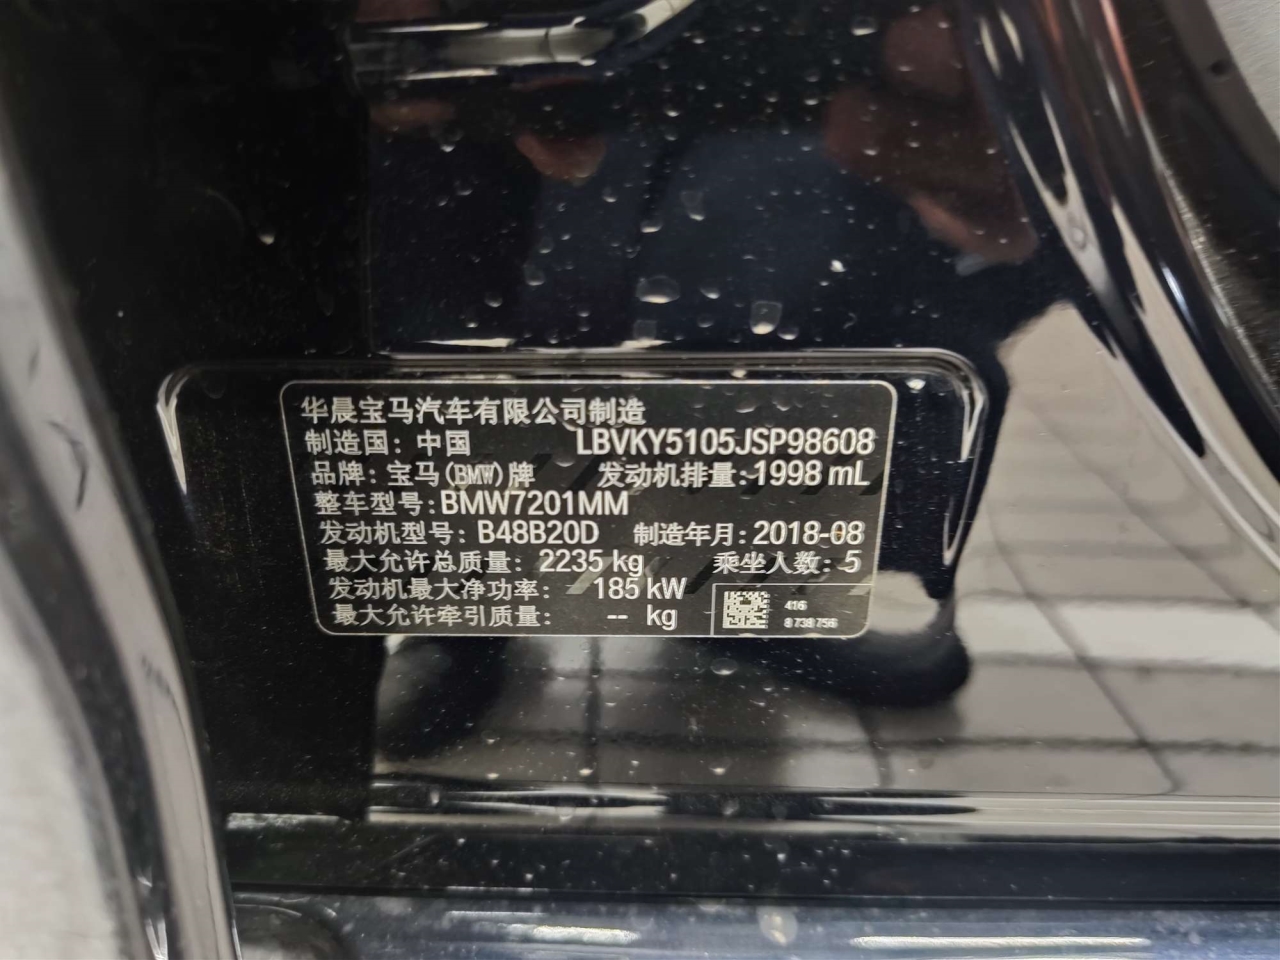 华晨宝马汽车有限公司制造
制造国：中国 LBVKY5105JSP98608
品牌：宝马(BMW)牌 发动机排量：1998 mL
整车型号：BMW7201MM
发动机型号：B48B20D 制造年月：2018-08
最大允许总质量：2235 kg 乘坐人数：5
发动机最大净功率：185 kW
最大允许牵引质量：-- kg
416
8 738 756